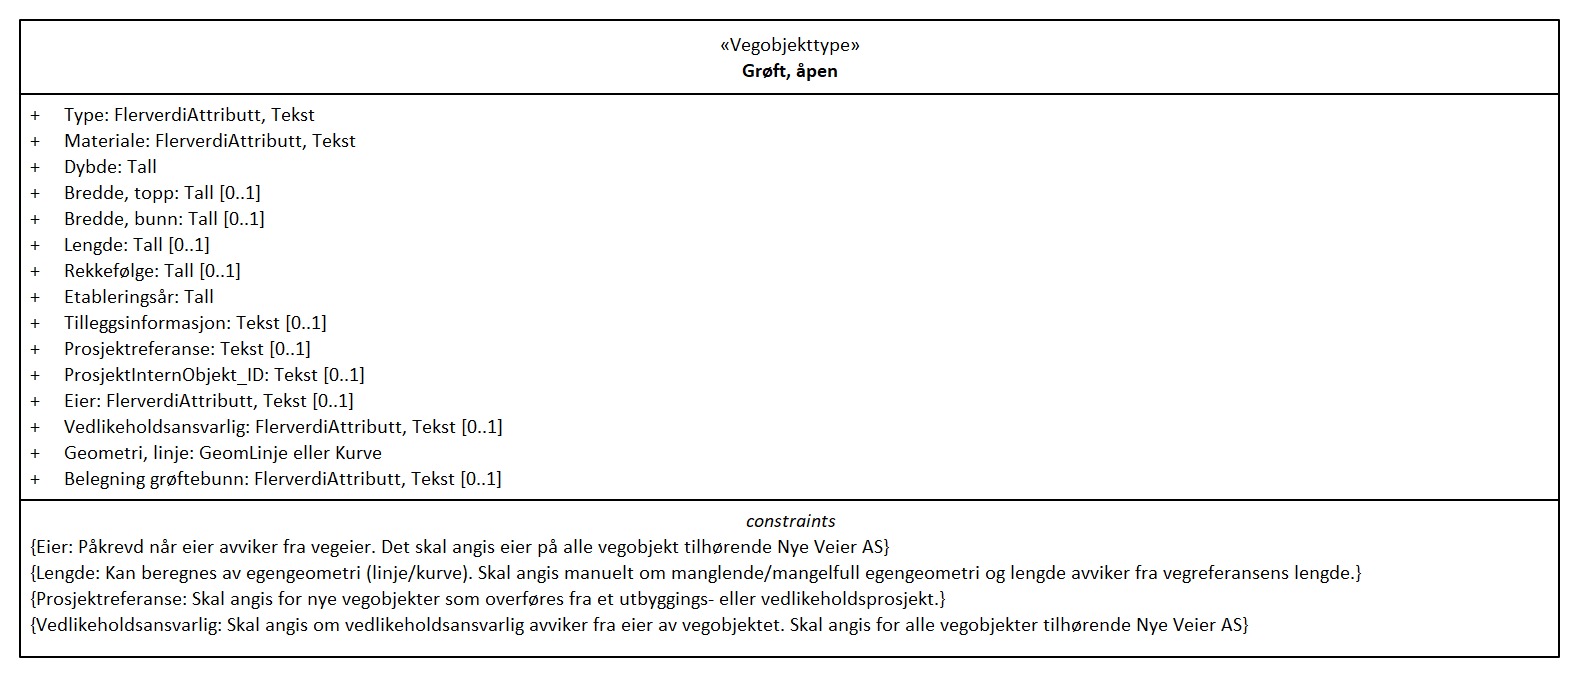 «Vegobjekttype»
Grøft, åpen
+ Type: FlerverdiAttributt, Tekst
+ Materiale: FlerverdiAttributt, Tekst
+ Dybde: Tall
+ Bredde, topp: Tall [0..1]
+ Bredde, bunn: Tall [0..1]
+ Lengde: Tall [0..1]
+ Rekkefølge: Tall [0..1]
+ Etableringsår: Tall
+ Tilleggsinformasjon: Tekst [0..1]
+ Prosjektreferanse: Tekst [0..1]
+ ProsjektInternObjekt_ID: Tekst [0..1]
+ Eier: FlerverdiAttributt, Tekst [0..1]
+ Vedlikeholdsansvarlig: FlerverdiAttributt, Tekst [0..1]
+ Geometri, linje: GeomLinje eller Kurve
+ Belegning grøftebunn: FlerverdiAttributt, Tekst [0..1]
constraints
{Eier: Påkrevd når eier avviker fra vegeier. Det skal angis eier på alle vegobjekt tilhørende Nye Veier AS}
{Lengde: Kan beregnes av egengeometri (linje/kurve). Skal angis manuelt om manglende/mangelfull egengeometri og lengde avviker fra vegreferansens lengde.}
{Prosjektreferanse: Skal angis for nye vegobjekter som overføres fra et utbyggings- eller vedlikeholdsprosjekt.}
{Vedlikeholdsansvarlig: Skal angis om vedlikeholdsansvarlig avviker fra eier av vegobjektet. Skal angis for alle vegobjekter tilhørende Nye Veier AS}